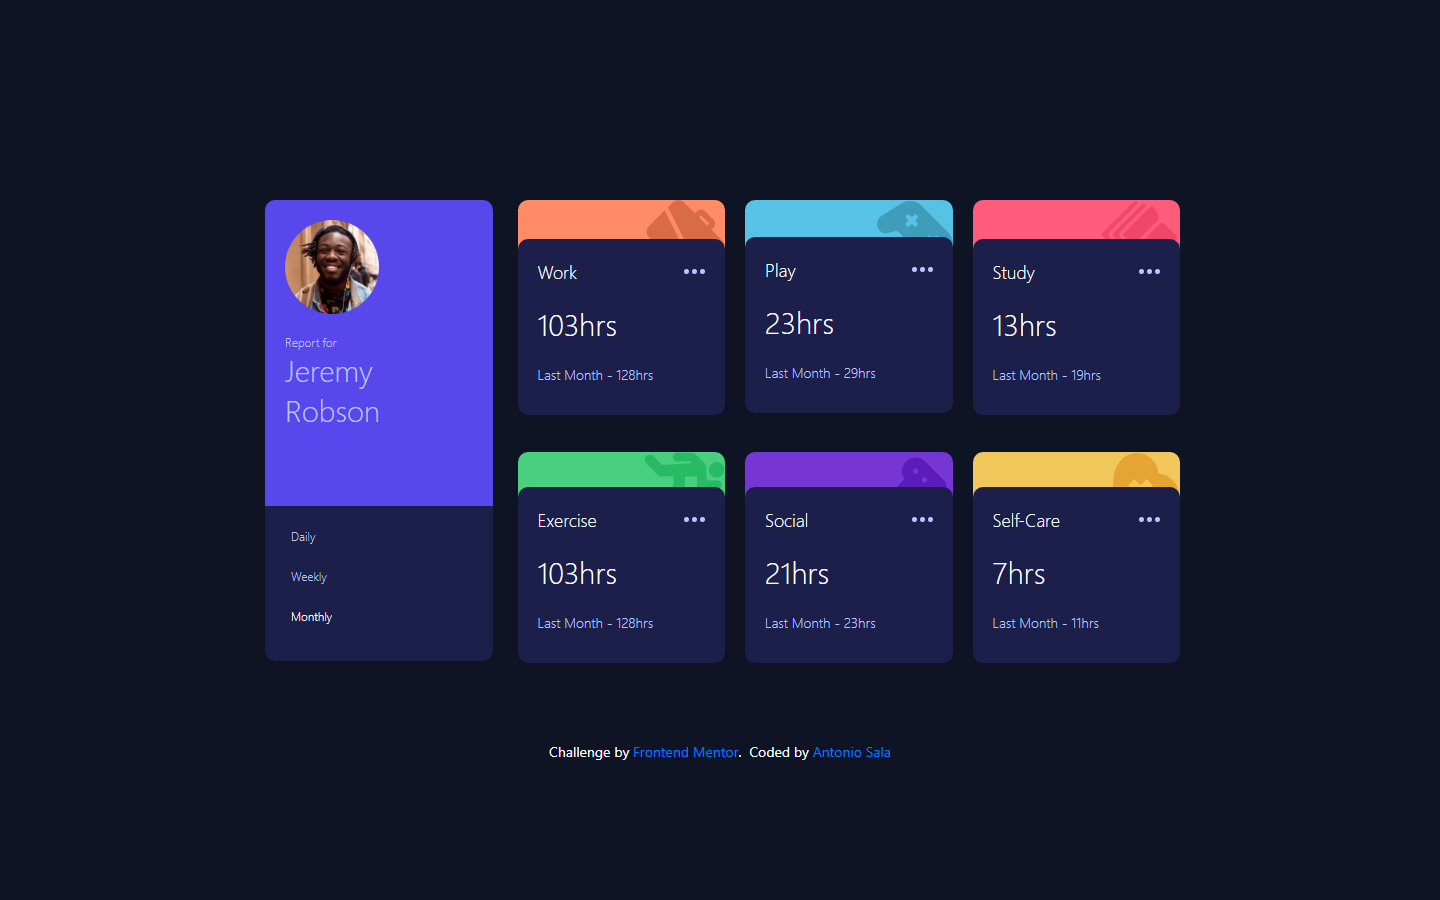 Report for
Jeremy
Robson
Daily
Weekly
Monthly
Work
103hrs
Last Month - 128hrs
Play
23hrs
Last Month - 29hrs
Study
13hrs
Last Month - 19hrs
Exercise
103hrs
Last Month - 128hrs
Social
21hrs
Last Month - 23hrs
Self-Care
7hrs
Last Month - 11hrs
Challenge by Frontend Mentor. Coded by Antonio Sala